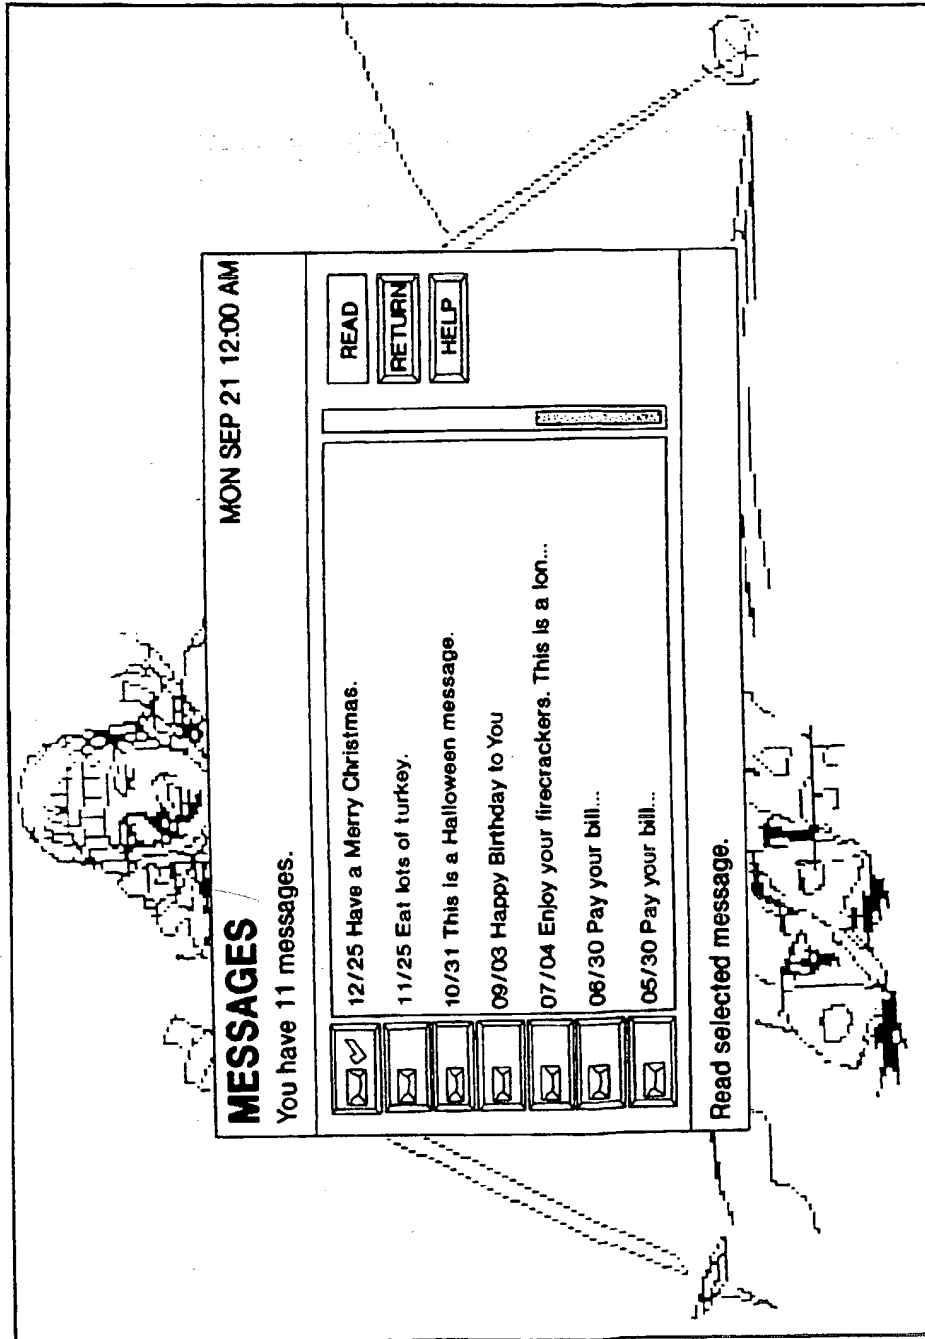 MESSAGES
MON SEP 21 12:00 AM
You have 11 messages.
12/25 Have a Merry Christmas.
11/25 Eat lots of turkey.
10/31 This is a Halloween message.
09/03 Happy Birthday to You
07/04 Enjoy your firecrackers. This is a lon...
06/30 Pay your bill...
05/30 Pay your bill...
READ
RETURN
HELP
Read selected message.